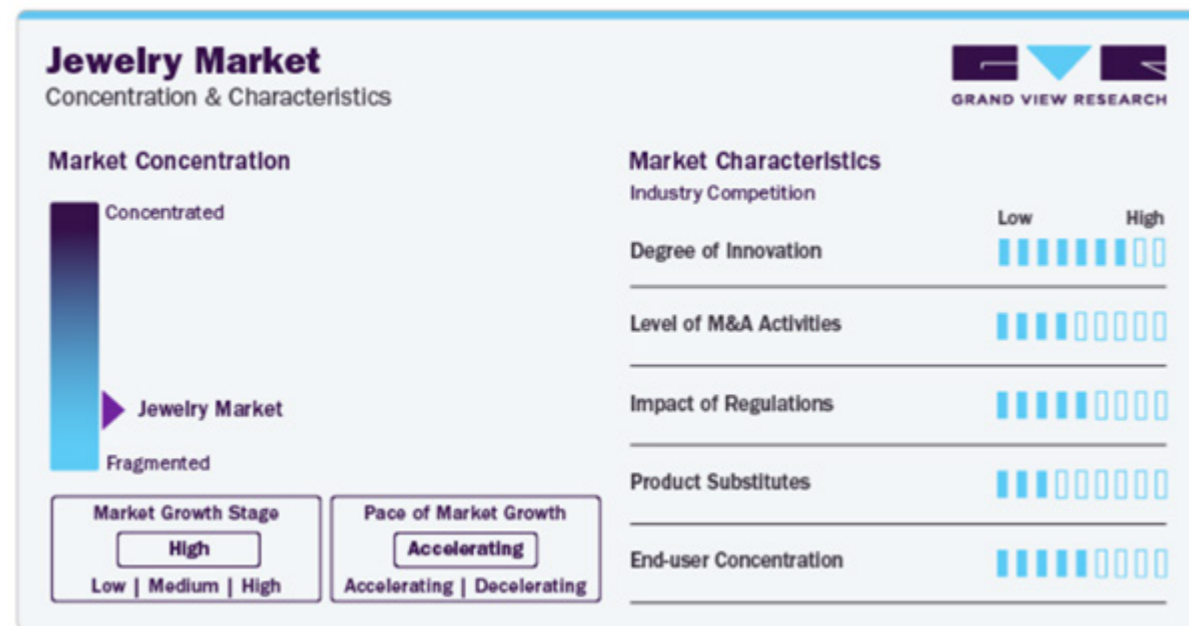 Jewelry Market
Concentration & Characteristics
GRAND VIEW RESEARCH
Market Concentration
Concentrated
Jewelry Market
Fragmented
Market Growth Stage
High
Low | Medium | High
Pace of Market Growth
Accelerating
Accelerating | Decelerating
Market Characteristics
Industry Competition
Low High
Degree of Innovation
Level of M&A Activities
Impact of Regulations
Product Substitutes
End-user Concentration